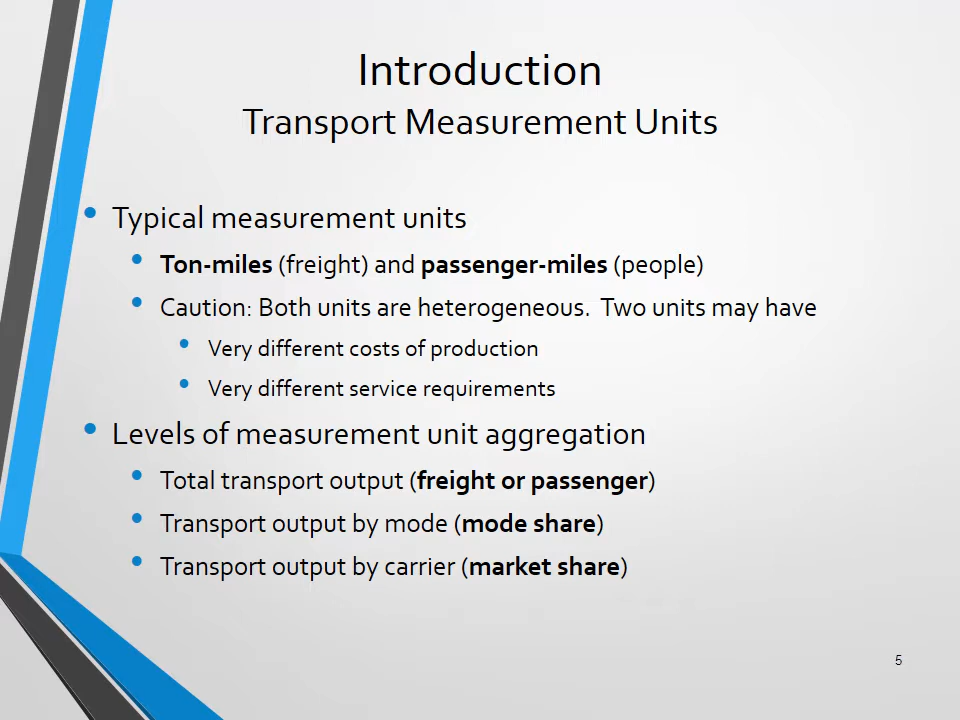 Introduction
Transport Measurement Units
• Typical measurement units
• Ton-miles (freight) and passenger-miles (people)
• Caution: Both units are heterogeneous.  Two units may have
• Very different costs of production
• Very different service requirements
• Levels of measurement unit aggregation
• Total transport output (freight or passenger)
• Transport output by mode (mode share)
• Transport output by carrier (market share)
5